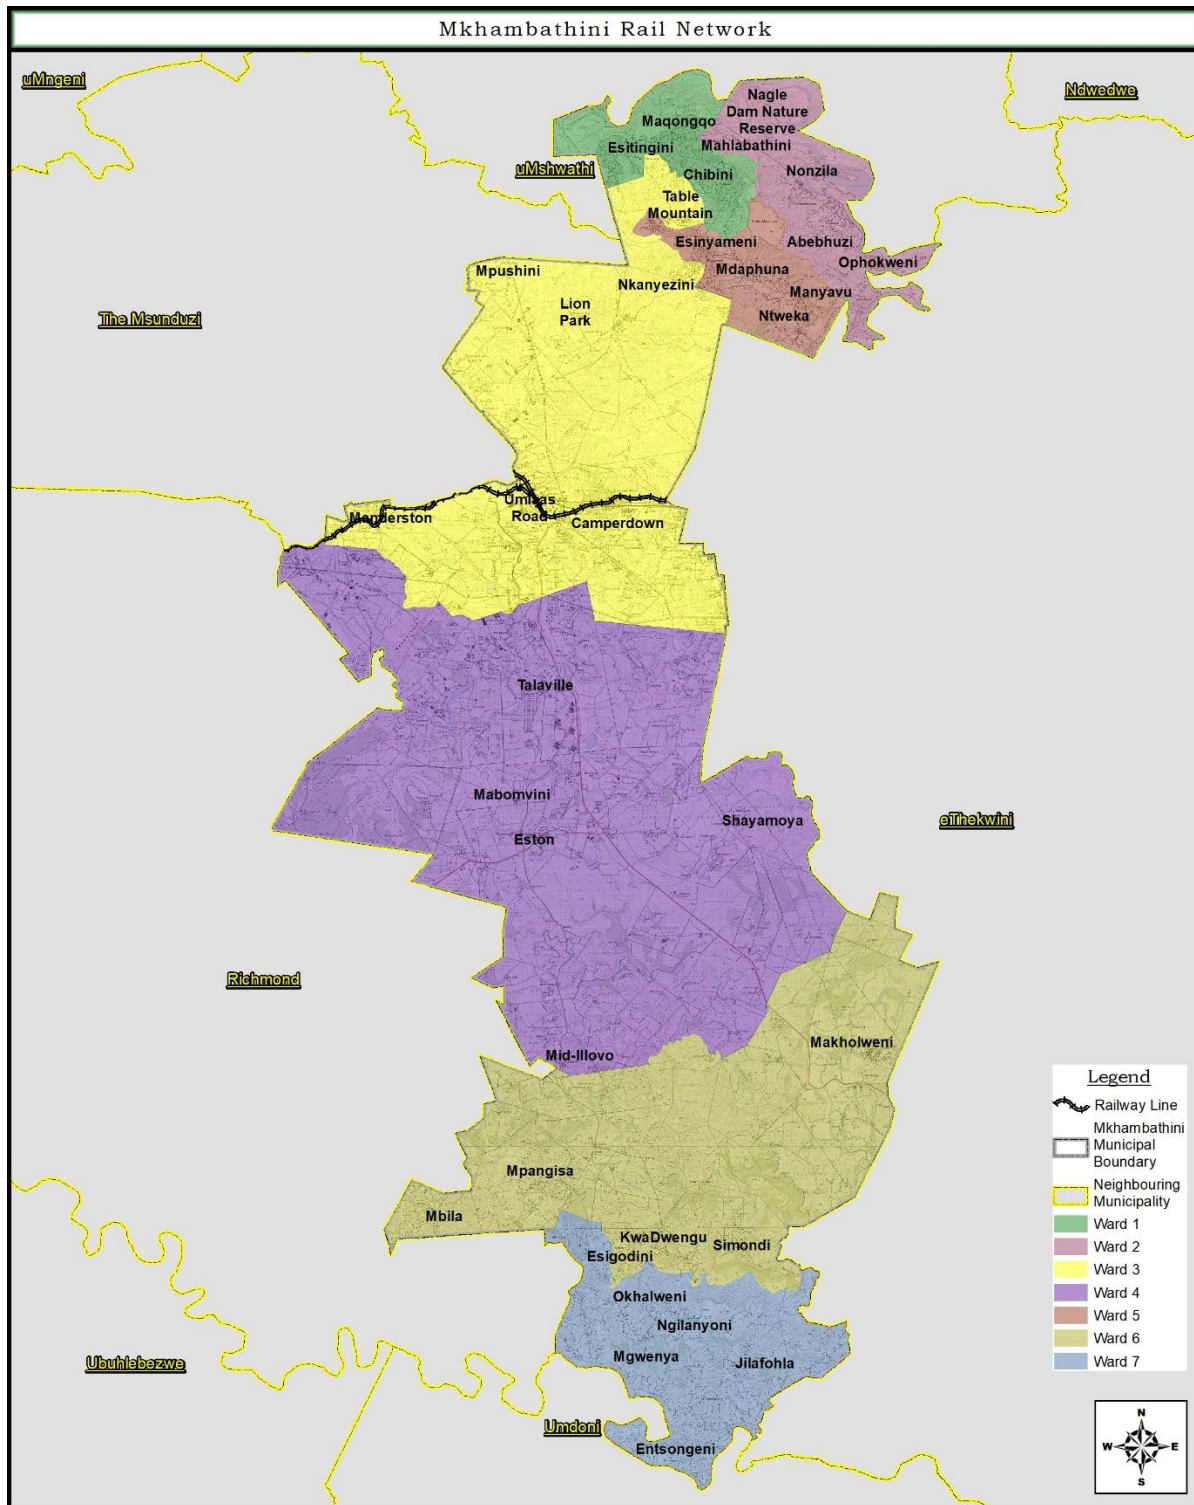 Mkhambathini Rail Network
uMngeni
Ndwedwe
Nagle
Dam Nature
Reserve
Maqongqo
Mahlabathini
Esitingini
uMshwathi
Chibini
Nonzila
Table
Mountain
Esinyameni
Abebhuzi
Ophokweni
Mpushini
Mdaphuna
Nkanyezini
Manyavu
Lion
Park
Ntweka
The Msunduzi
Umlaas
Road
Manderston
Camperdown
Talaville
Mabomvini
Shayamoya
eThekwini
Eston
Richmond
Makholweni
Mid-Illovo
Mpangisa
Mbila
KwaDwengu
Simondi
Esigodini
Okhalweni
Ngilanyoni
Mgwenya
Jilafohla
Ubuhlebezwe
Umdoni
Entsongeni
Legend
Railway Line
Mkhambathini
Municipal
Boundary
Neighbouring
Municipality
Ward 1
Ward 2
Ward 3
Ward 4
Ward 5
Ward 6
Ward 7
N
W
E
S